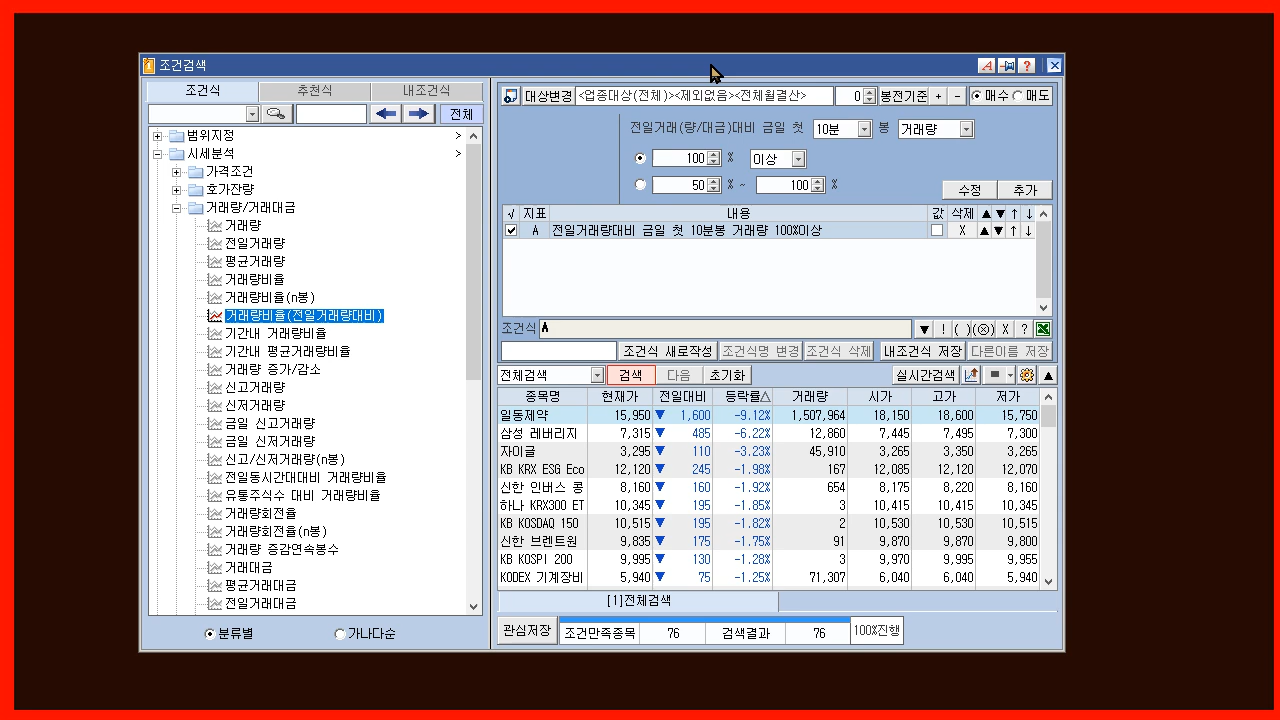 조건검색
조건식 추천식 내조건식
전체
범위지정 >
시세분석 >
가격조건
호가잔량
거래량/거래대금
거래량
전일거래량
평균거래량
거래량비율
거래량비율(n봉)
거래량비율(전일거래량대비)
기간내 거래량비율
기간내 평균거래량비율
거래량 증가/감소
신고거래량
신저거래량
금일 신고거래량
금일 신저거래량
신고/신저거래량(n봉)
전일동시간대대비 거래량비율
유통주식수 대비 거래량비율
거래량회전율
거래량회전율(n봉)
거래량 증감연속봉수
거래대금
평균거래대금
전일거래대금
분류별 가나다순
대상변경 <업종대상(전체)><제외없음><전체월결산> 0 봉전기준 + - 매수 매도
전일거래(량/대금)대비 금일 첫 10분 봉 거래량
100 % 이상
50 % ~ 100 %
수정 추가
√ 지표 내용 값 삭제 ▲ ▼ ↑ ↓
A 전일거래량대비 금일 첫 10분봉 거래량 100%이상 X ▲ ▼ ↑ ↓
조건식 A ▼ ! ( ) (※) X ?
조건식 새로작성 조건식명 변경 조건식 삭제 내조건식 저장 다른이름 저장
전체검색 검색 다음 초기화 실시간검색 ▲
종목명 현재가 전일대비 등락률△ 거래량 시가 고가 저가
일동제약 15,950 ▼ 1,600 -9.12% 1,507,964 18,150 18,600 15,750
삼성 레버리지 7,315 ▼ 485 -6.22% 12,860 7,445 7,495 7,300
자이글 3,295 ▼ 110 -3.23% 45,910 3,265 3,350 3,265
KB KRX ESG Eco 12,120 ▼ 245 -1.98% 167 12,085 12,120 12,070
신한 인버스 콩 8,160 ▼ 160 -1.92% 654 8,175 8,220 8,160
하나 KRX300 ET 10,345 ▼ 195 -1.85% 3 10,415 10,415 10,345
KB KOSDAQ 150 10,515 ▼ 195 -1.82% 2 10,530 10,530 10,515
신한 브렌트원 9,835 ▼ 175 -1.75% 91 9,870 9,870 9,800
KB KOSPI 200 9,995 ▼ 130 -1.28% 3 9,970 9,995 9,955
KODEX 기계장비 5,940 ▼ 75 -1.25% 71,307 6,040 6,040 5,940
[1]전체검색
관심저장 조건만족종목 76 검색결과 76 100%진행